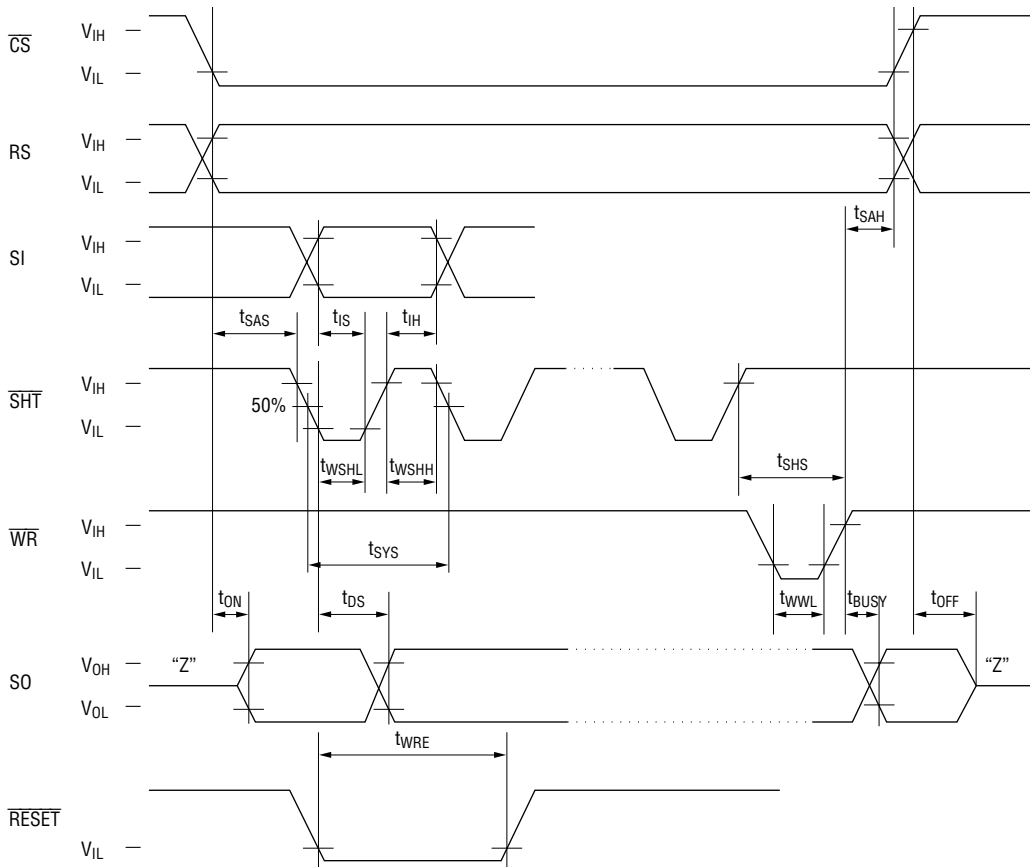 CS
VIH
VIL
RS
VIH
VIL
tSAH
SI
VIH
VIL
tSAS
tIS
tIH
SHT
VIH
50%
VIL
tWSHL
tWSHH
tSHS
WR
VIH
VIL
tSYS
tON
tDS
tWWL
tBUSY
tOFF
SO
VOH
“Z”
“Z”
VOL
tWRE
RESET
VIL